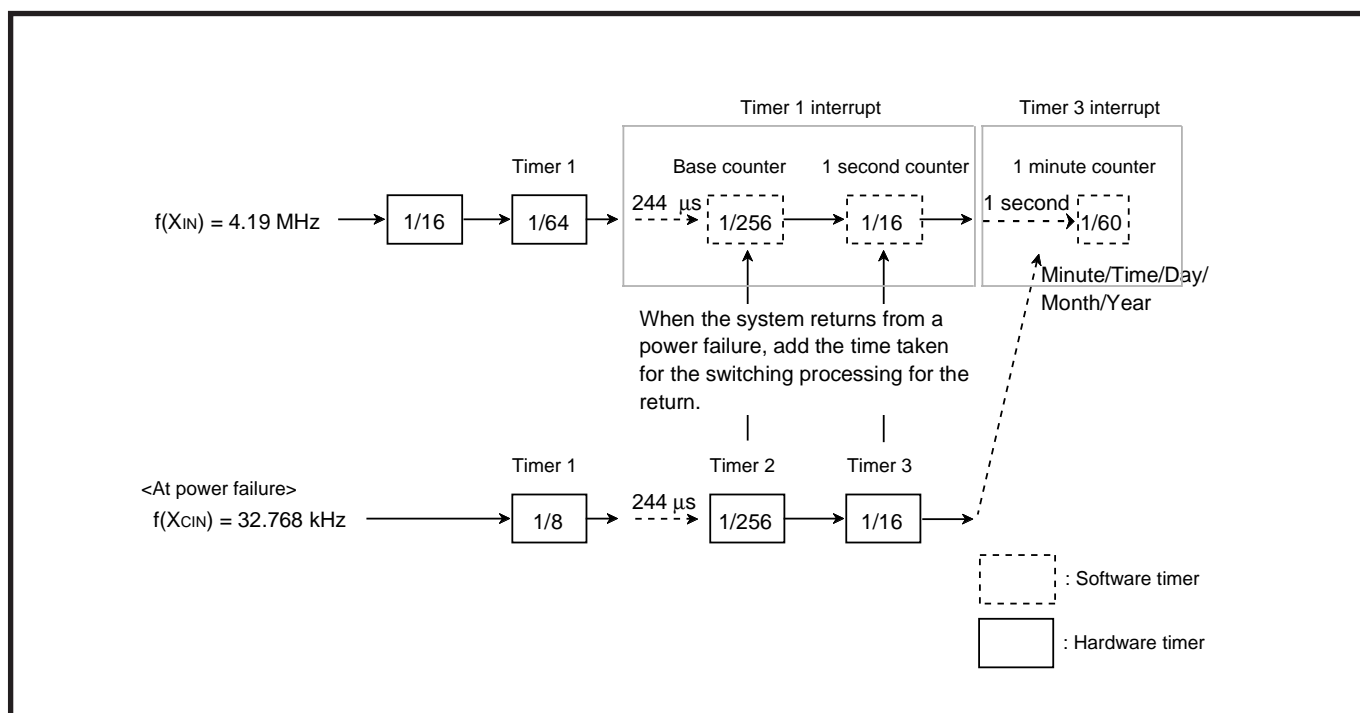 Timer 1 interrupt
Timer 3 interrupt
Timer 1
Base counter
1 second counter
1 minute counter
f(XIN) = 4.19 MHz
1/16
1/64
244 μs
1/256
1/16
1 second
1/60
Minute/Time/Day/
Month/Year
When the system returns from a
power failure, add the time taken
for the switching processing for the
return.
Timer 1
Timer 2
Timer 3
<At power failure>
f(XCIN) = 32.768 kHz
1/8
244 μs
1/256
1/16
: Software timer
: Hardware timer